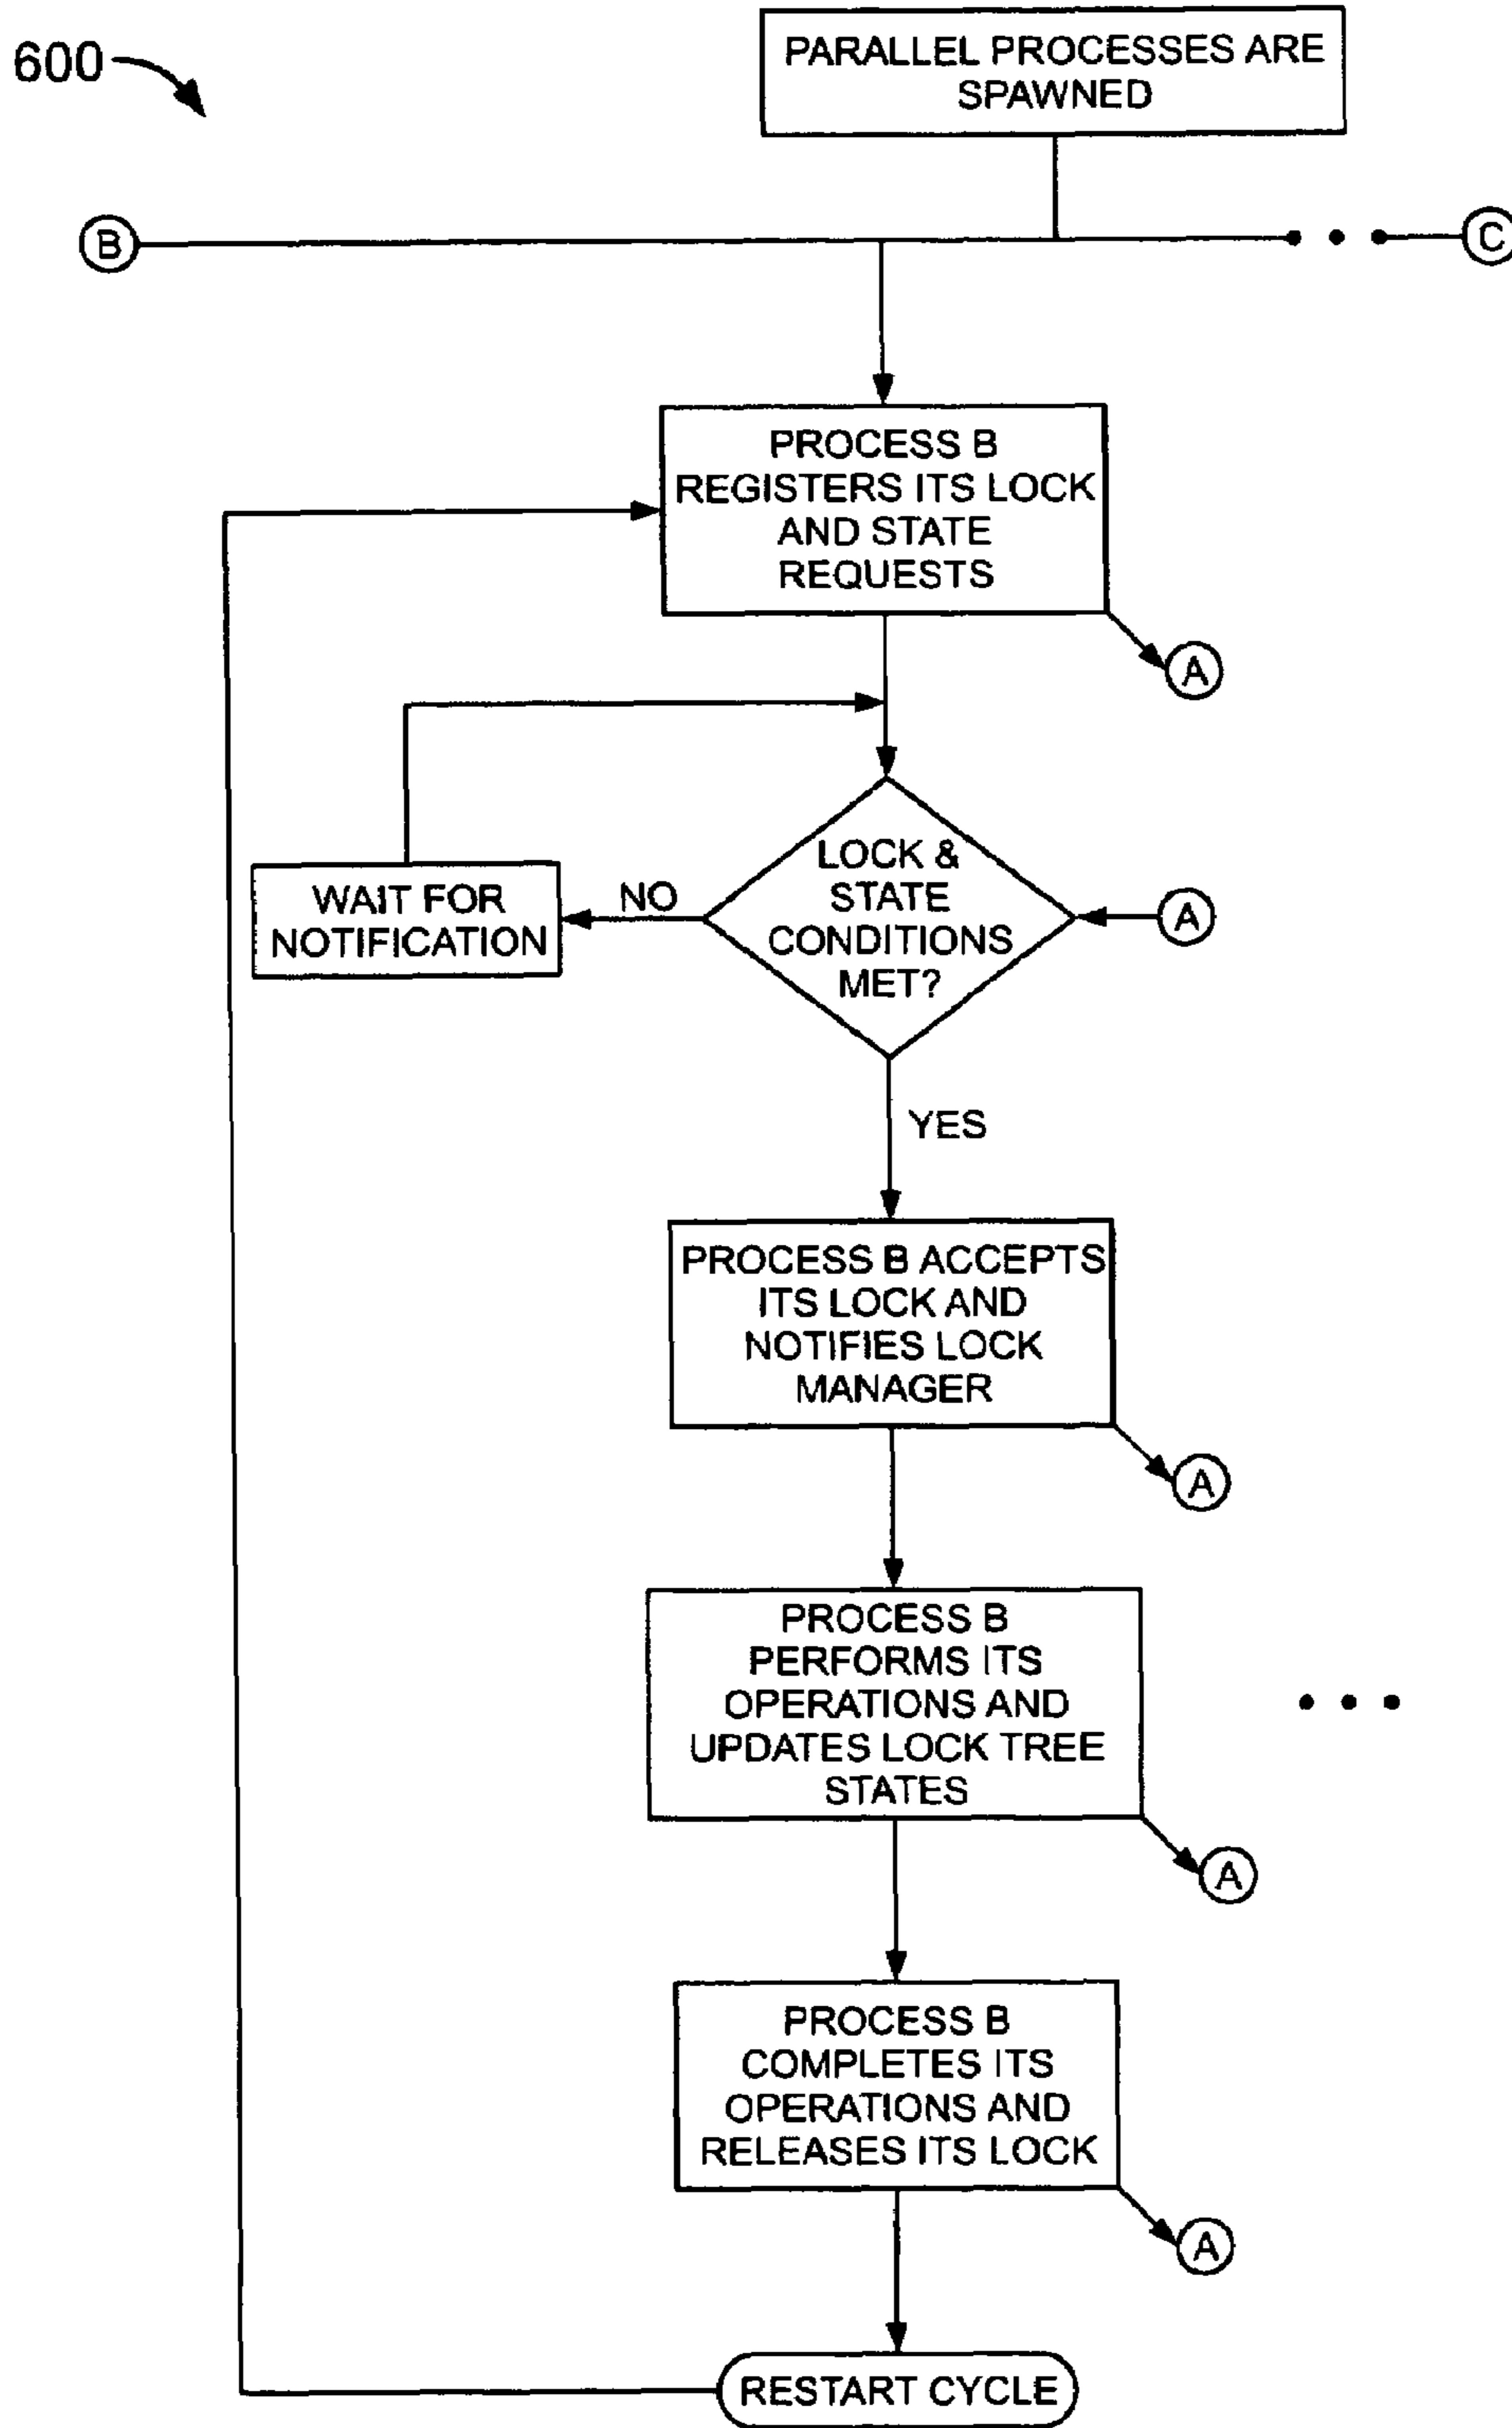 600
PARALLEL PROCESSES ARE
SPAWNED
B
C
PROCESS B
REGISTERS ITS LOCK
AND STATE
REQUESTS
A
LOCK &
STATE
CONDITIONS
MET?
WAIT FOR
NOTIFICATION
NO
A
YES
PROCESS B ACCEPTS
ITS LOCK AND
NOTIFIES LOCK
MANAGER
A
PROCESS B
PERFORMS ITS
OPERATIONS AND
UPDATES LOCK TREE
STATES
A
PROCESS B
COMPLETES ITS
OPERATIONS AND
RELEASES ITS LOCK
A
RESTART CYCLE